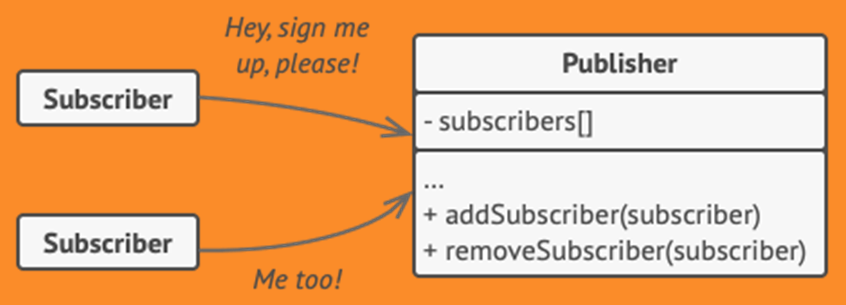 Hey, sign me
up, please!
Subscriber
Publisher
- subscribers[]
...
+ addSubscriber(subscriber)
+ removeSubscriber(subscriber)
Subscriber
Me too!